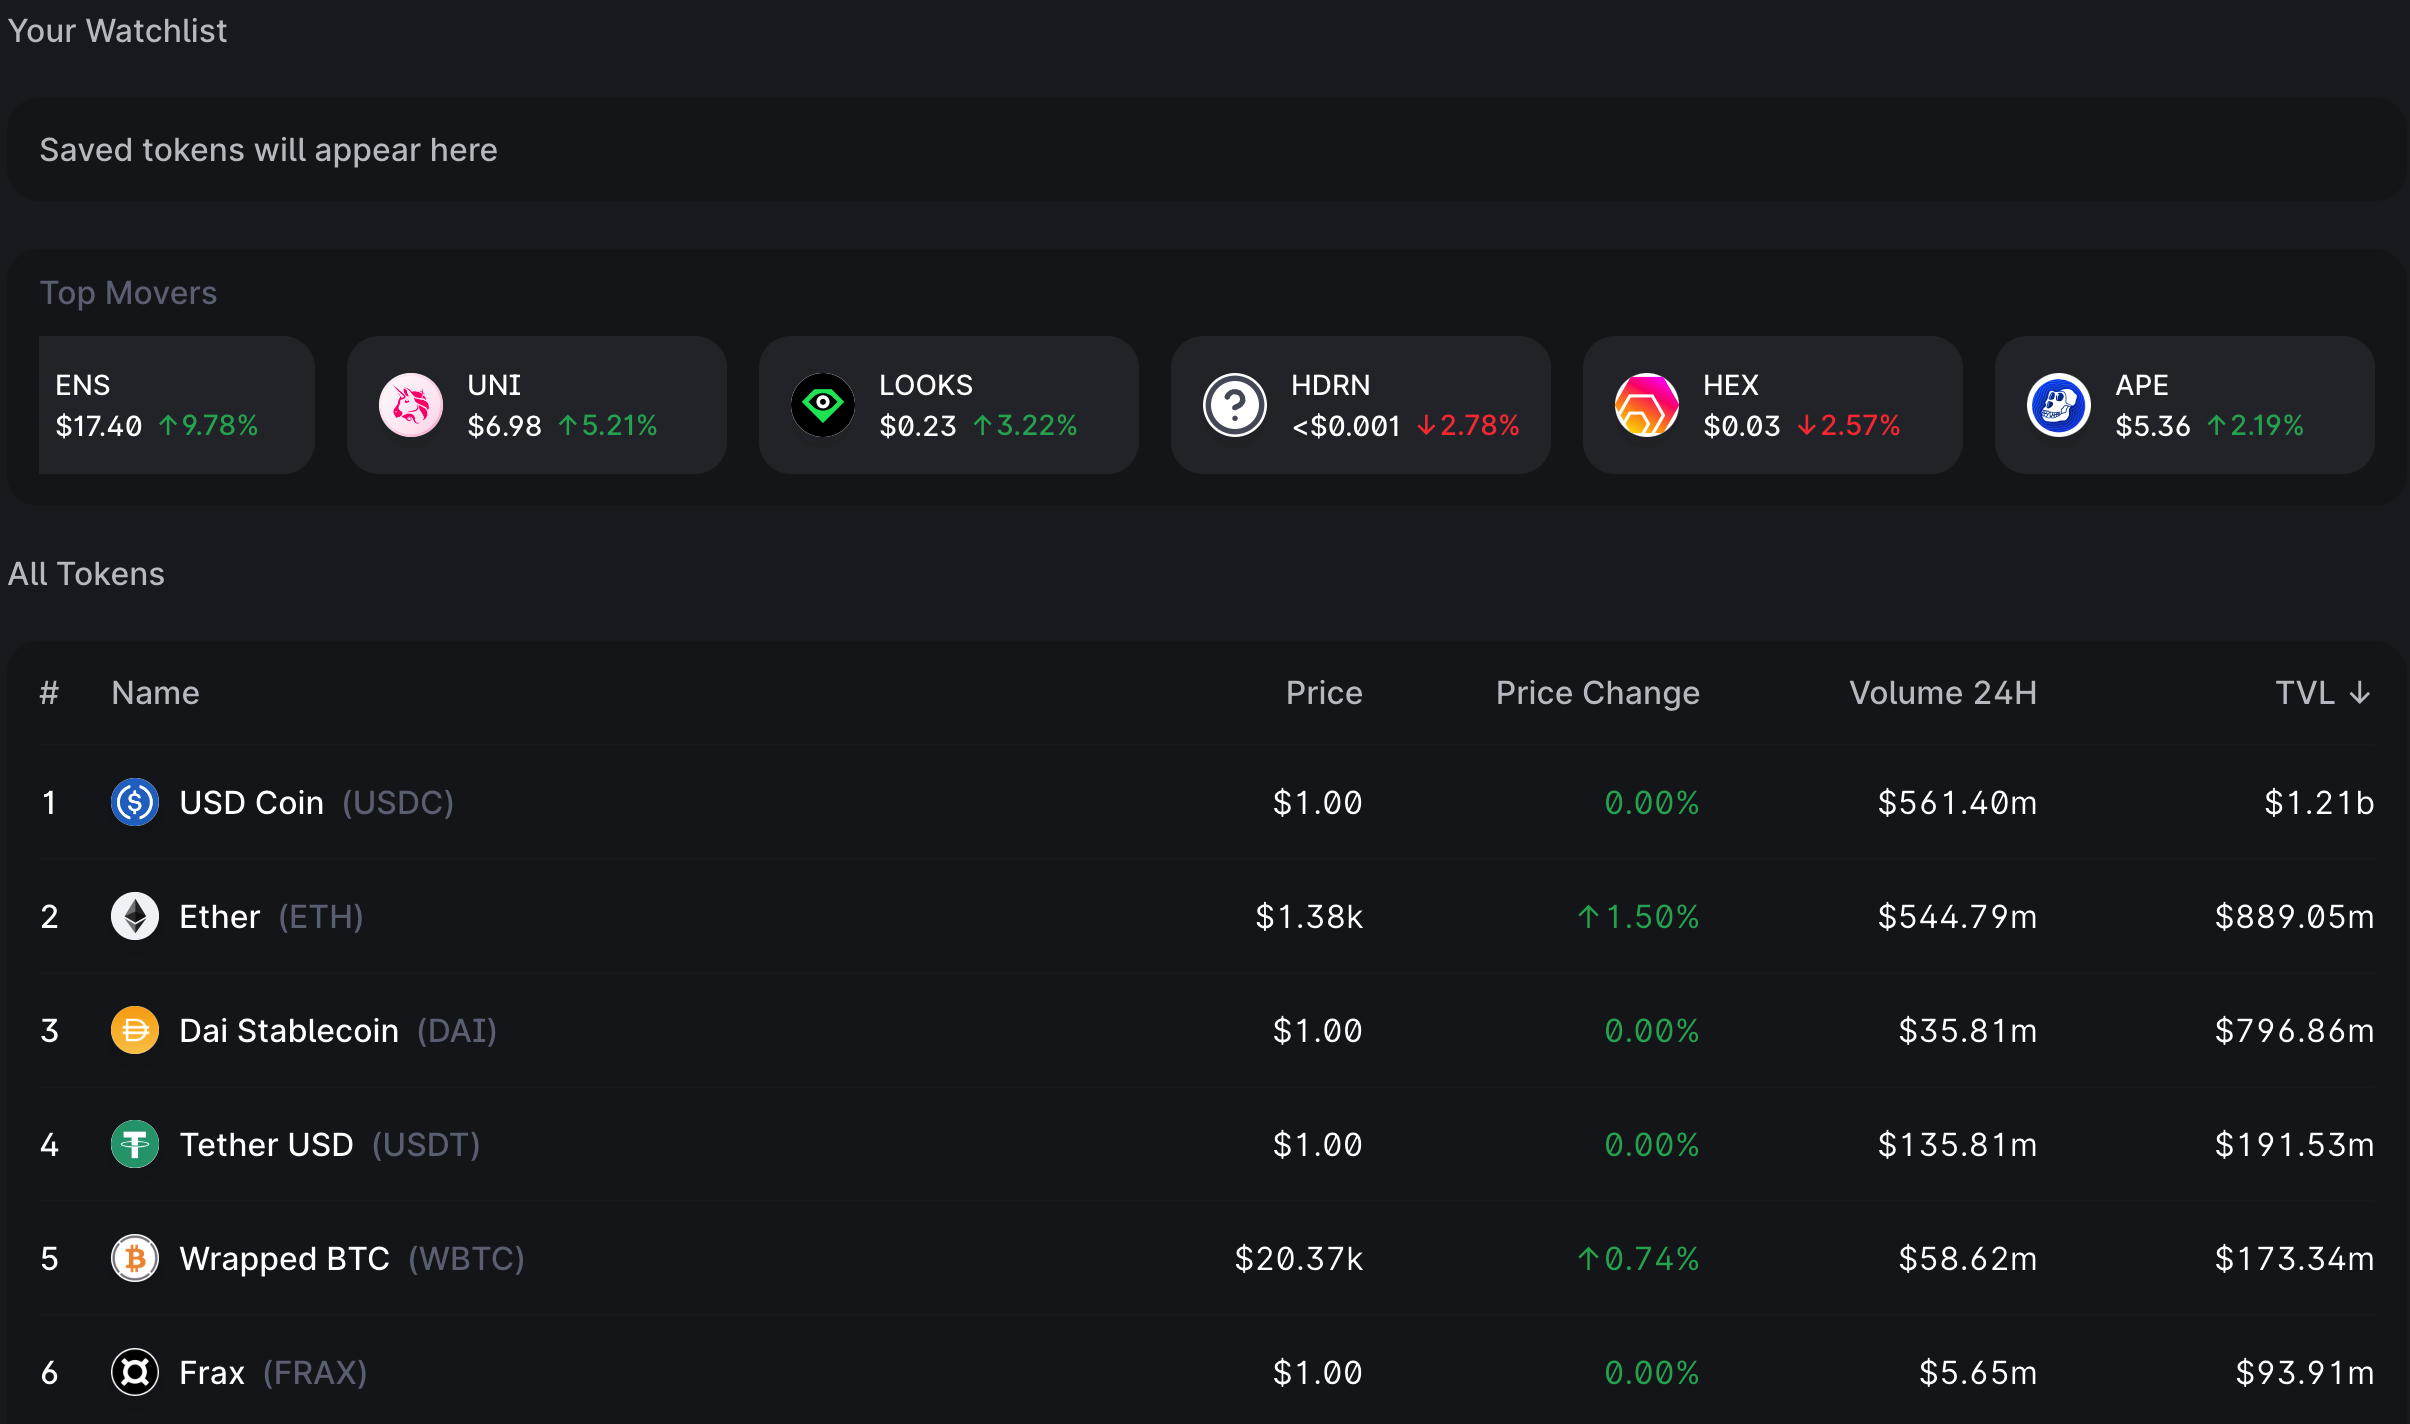 Your Watchlist
Saved tokens will appear here
Top Movers
ENS
$17.40 ↑9.78%
UNI
$6.98 ↑5.21%
LOOKS
$0.23 ↑3.22%
HDRN
<$0.001 ↓2.78%
HEX
$0.03 ↓2.57%
APE
$5.36 ↑2.19%
All Tokens
# Name Price Price Change Volume 24H TVL ↓
1 USD Coin (USDC) $1.00 0.00% $561.40m $1.21b
2 Ether (ETH) $1.38k ↑1.50% $544.79m $889.05m
3 Dai Stablecoin (DAI) $1.00 0.00% $35.81m $796.86m
4 Tether USD (USDT) $1.00 0.00% $135.81m $191.53m
5 Wrapped BTC (WBTC) $20.37k ↑0.74% $58.62m $173.34m
6 Frax (FRAX) $1.00 0.00% $5.65m $93.91m